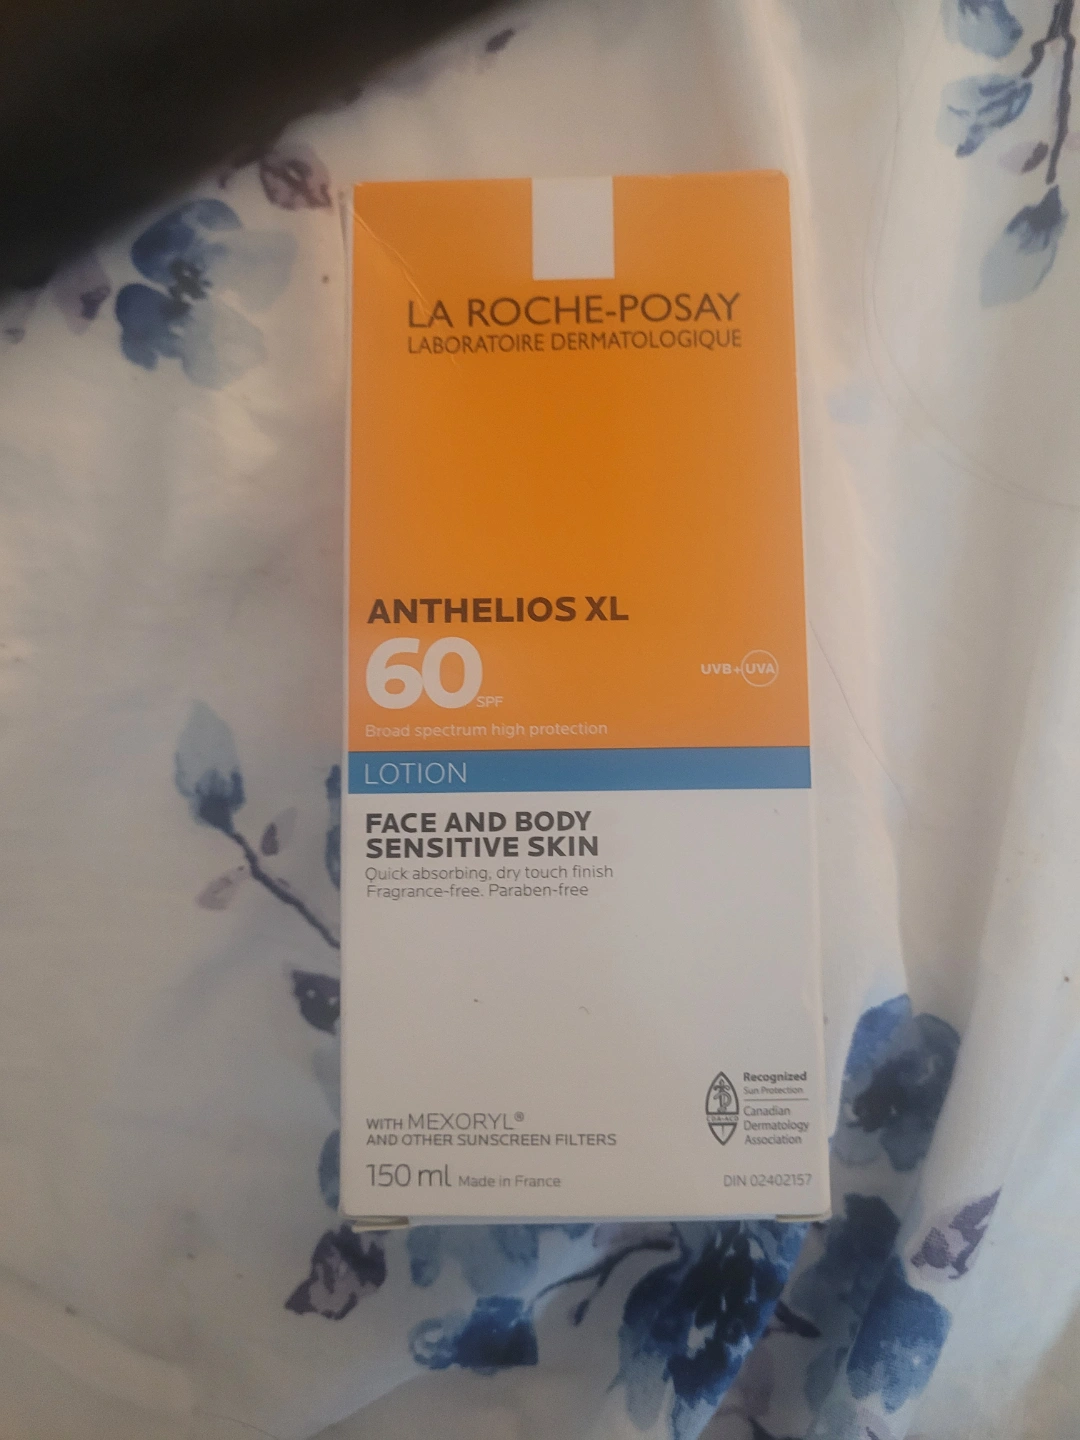 LA ROCHE-POSAY
LABORATOIRE DERMATOLOGIQUE
ANTHELIOS XL
60 SPF
UVB+UVA
Broad spectrum high protection
LOTION
FACE AND BODY
SENSITIVE SKIN
Quick absorbing, dry touch finish
Fragrance-free. Paraben-free
WITH MEXORYL®
AND OTHER SUNSCREEN FILTERS
150 ml Made in France
CDA-ACD
Recognized
Sun Protection
Canadian
Dermatology
Association
DIN 02402157